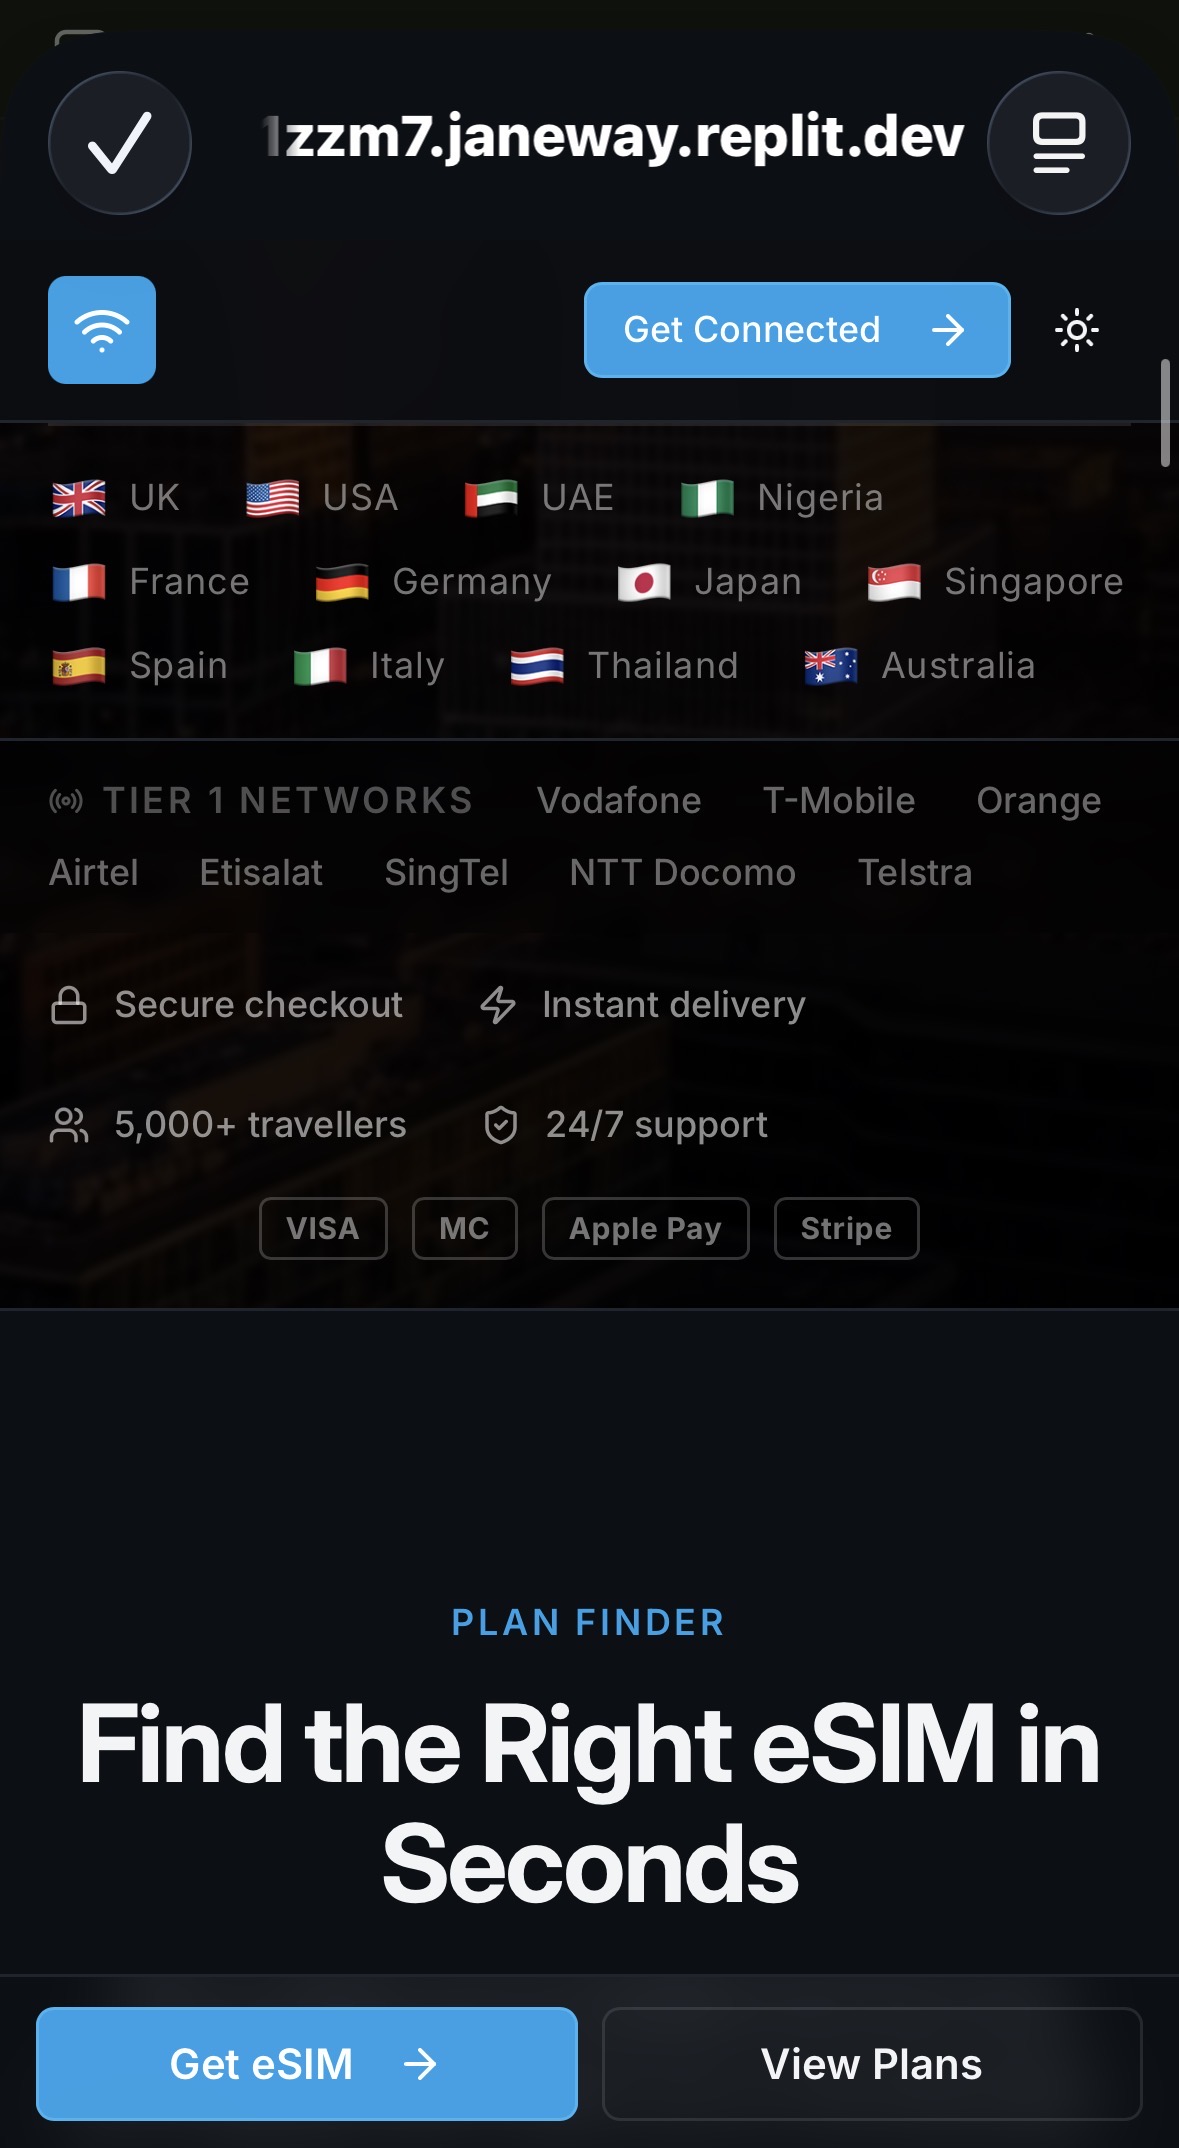 1zzm7.janeway.replit.dev
Get Connected
UK USA UAE Nigeria
France Germany Japan Singapore
Spain Italy Thailand Australia
TIER 1 NETWORKS Vodafone T-Mobile Orange
Airtel Etisalat SingTel NTT Docomo Telstra
Secure checkout Instant delivery
5,000+ travellers 24/7 support
VISA MC Apple Pay Stripe
PLAN FINDER
Find the Right eSIM in
Seconds
Get eSIM View Plans